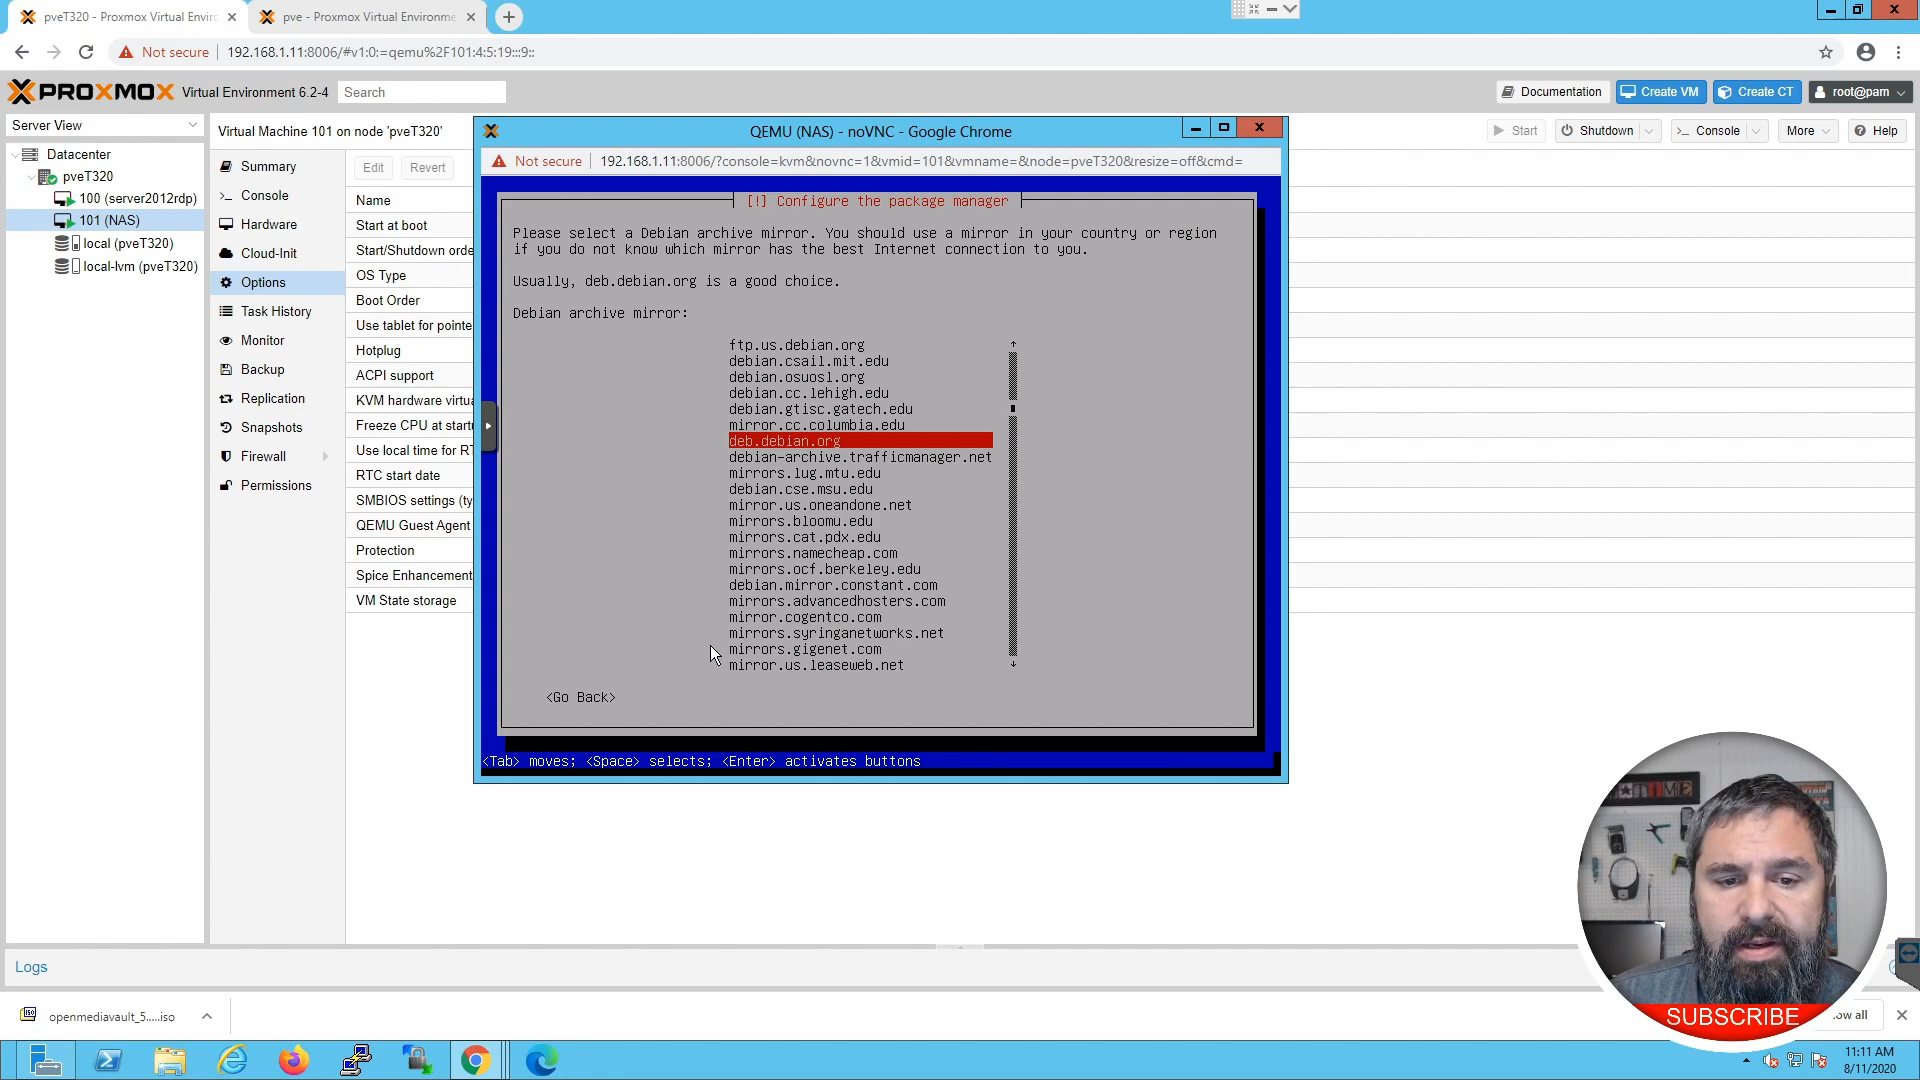 pveT320 - Proxmox Virtual Enviro
pve - Proxmox Virtual Environme
Not secure
192.168.1.11:8006/#v1:0:=qemu%2F101:4:5:19:::9::
PROXMOX
Virtual Environment 6.2-4
Search
Documentation
Create VM
Create CT
root@pam
Server View
Virtual Machine 101 on node 'pveT320'
Start
Shutdown
Console
More
Help
Datacenter
pveT320
100 (server2012rdp)
101 (NAS)
local (pveT320)
local-lvm (pveT320)
Summary
Console
Hardware
Cloud-Init
Options
Task History
Monitor
Backup
Replication
Snapshots
Firewall
Permissions
Edit
Revert
Name
Start at boot
Start/Shutdown orde
OS Type
Boot Order
Use tablet for pointe
Hotplug
ACPI support
KVM hardware virtua
Freeze CPU at startu
Use local time for RT
RTC start date
SMBIOS settings (ty
QEMU Guest Agent
Protection
Spice Enhancement
VM State storage
QEMU (NAS) - noVNC - Google Chrome
Not secure
192.168.1.11:8006/?console=kvm&novnc=1&vmid=101&vmname=&node=pveT320&resize=off&cmd=
[!] Configure the package manager
Please select a Debian archive mirror. You should use a mirror in your country or region
if you do not know which mirror has the best Internet connection to you.
Usually, deb.debian.org is a good choice.
Debian archive mirror:
ftp.us.debian.org
debian.csail.mit.edu
debian.osuosl.org
debian.cc.lehigh.edu
debian.gtisc.gatech.edu
mirror.cc.columbia.edu
deb.debian.org
debian-archive.trafficmanager.net
mirrors.lug.mtu.edu
debian.cse.msu.edu
mirror.us.oneandone.net
mirrors.bloomu.edu
mirrors.cat.pdx.edu
mirrors.namecheap.com
mirrors.ocf.berkeley.edu
debian.mirror.constant.com
mirrors.advancedhosters.com
mirror.cogentco.com
mirrors.syringanetworks.net
mirrors.gigenet.com
mirror.us.leaseweb.net
<Go Back>
<Tab> moves; <Space> selects; <Enter> activates buttons
Logs
openmediavault_5.....iso
SUBSCRIBE
ow all
11:11 AM
8/11/2020